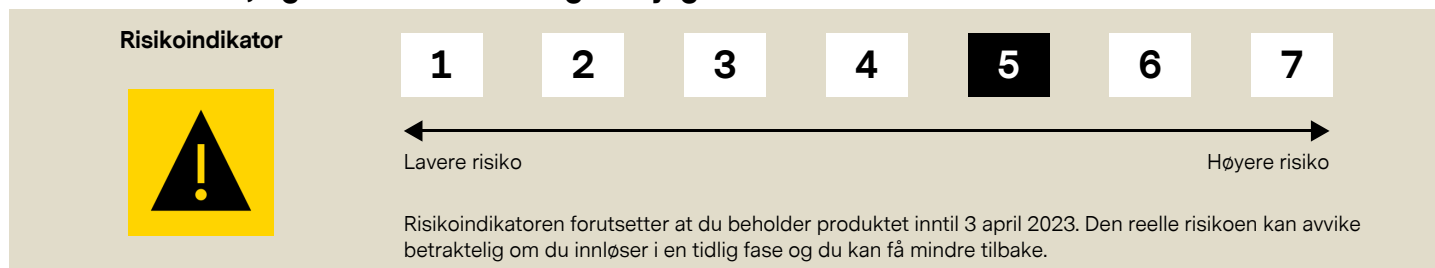 Risikoindikator
1 2 3 4 5 6 7
Lavere risiko Høyere risiko
Risikoindikatoren forutsetter at du beholder produktet inntil 3 april 2023. Den reelle risikoen kan avvike
betraktelig om du innløser i en tidlig fase og du kan få mindre tilbake.